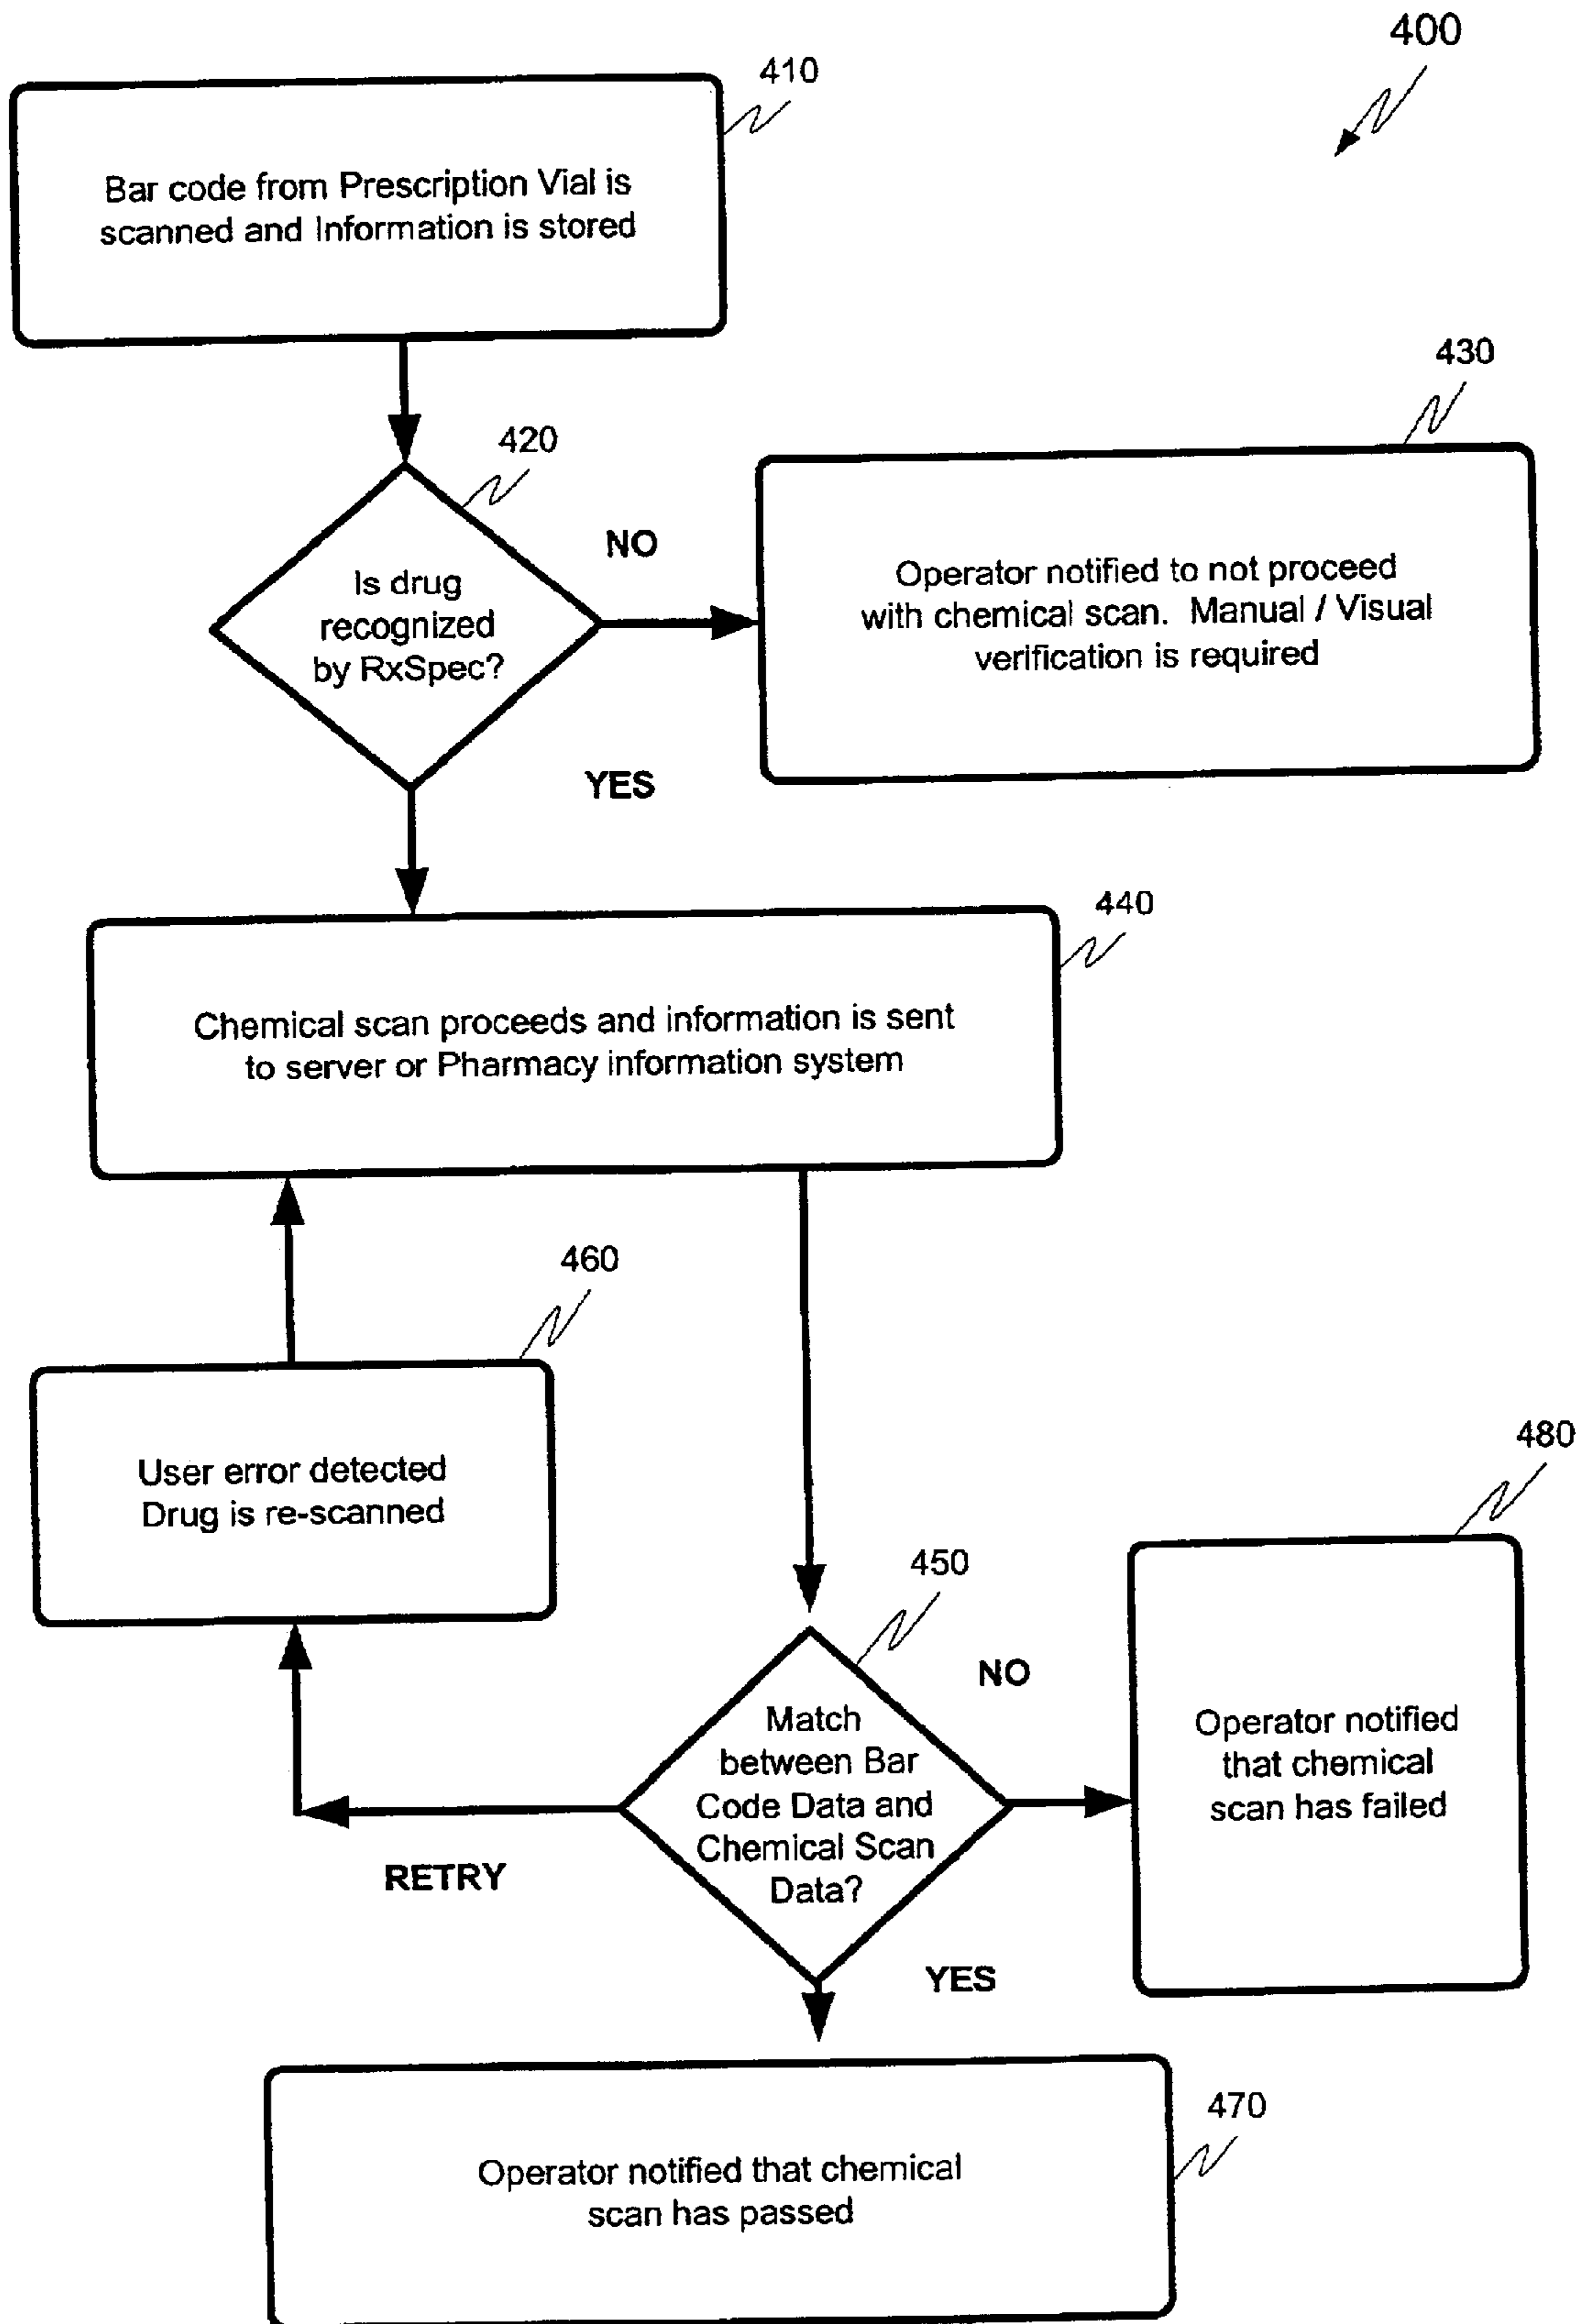 400
410
Bar code from Prescription Vial is
scanned and Information is stored
430
420
NO
Is drug
recognized
by RxSpec?
Operator notified to not proceed
with chemical scan. Manual / Visual
verification is required
YES
440
Chemical scan proceeds and information is sent
to server or Pharmacy information system
460
User error detected
Drug is re-scanned
480
450
NO
Match
between Bar
Code Data and
Chemical Scan
Data?
Operator notified
that chemical
scan has failed
RETRY
YES
470
Operator notified that chemical
scan has passed